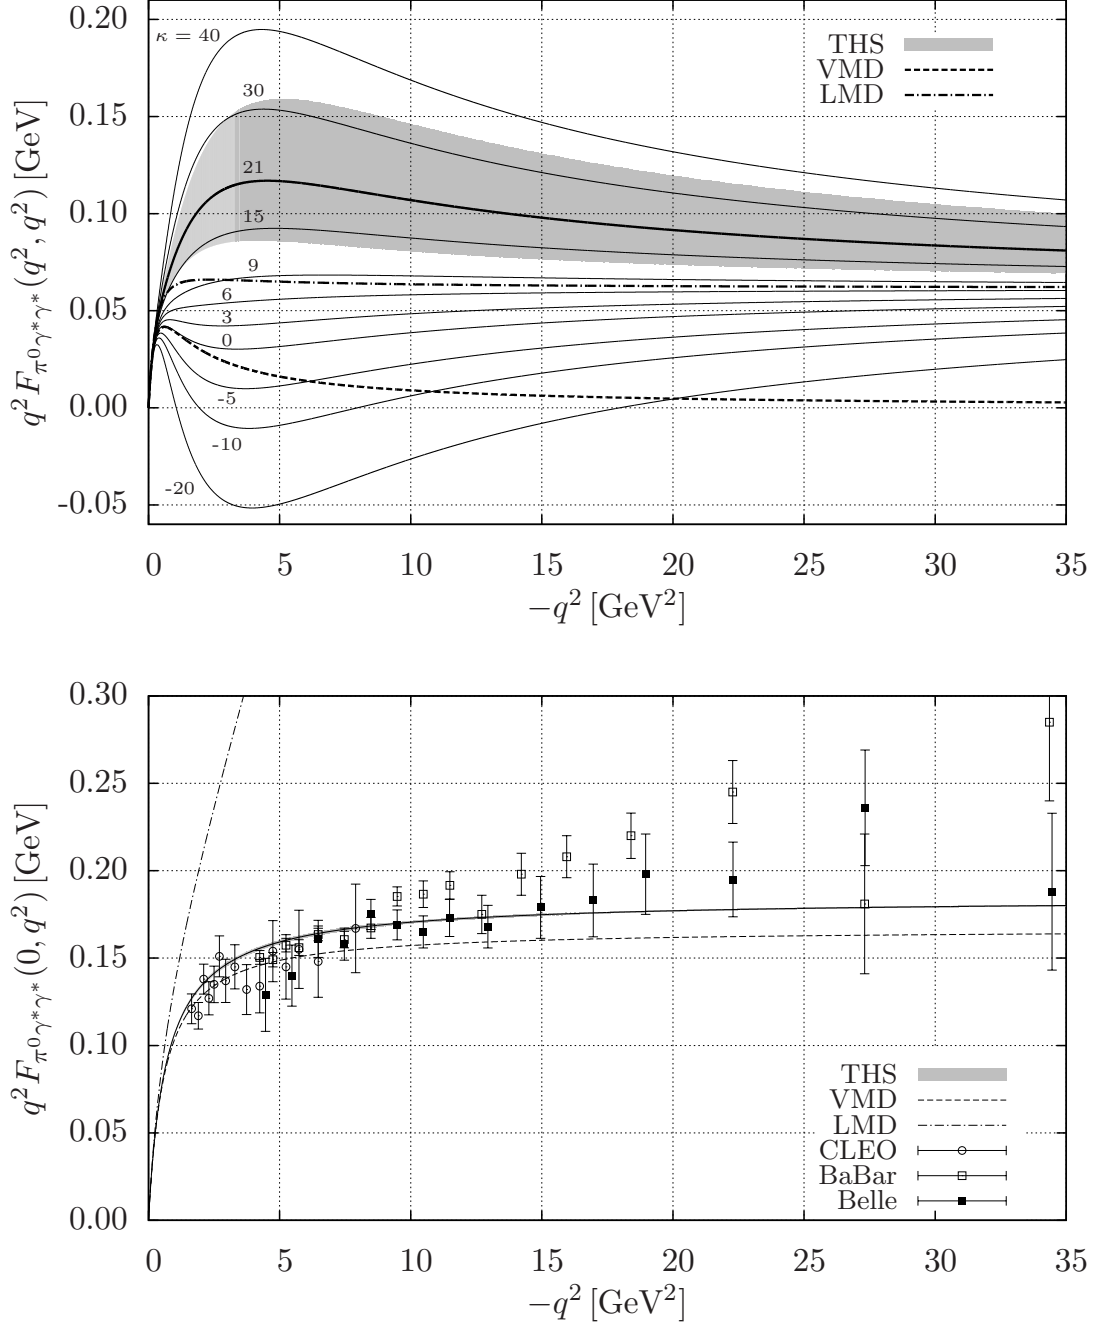 q²F_{π⁰γ*γ*}(q², q²) [GeV]
0.20
0.15
0.10
0.05
0.00
-0.05
κ = 40
30
21
15
9
6
3
0
-5
-10
-20
THS
VMD
LMD
0 5 10 15 20 25 30 35
−q² [GeV²]
q²F_{π⁰γ*γ*}(0, q²) [GeV]
0.30
0.25
0.20
0.15
0.10
0.05
0.00
THS
VMD
LMD
CLEO
BaBar
Belle
0 5 10 15 20 25 30 35
−q² [GeV²]